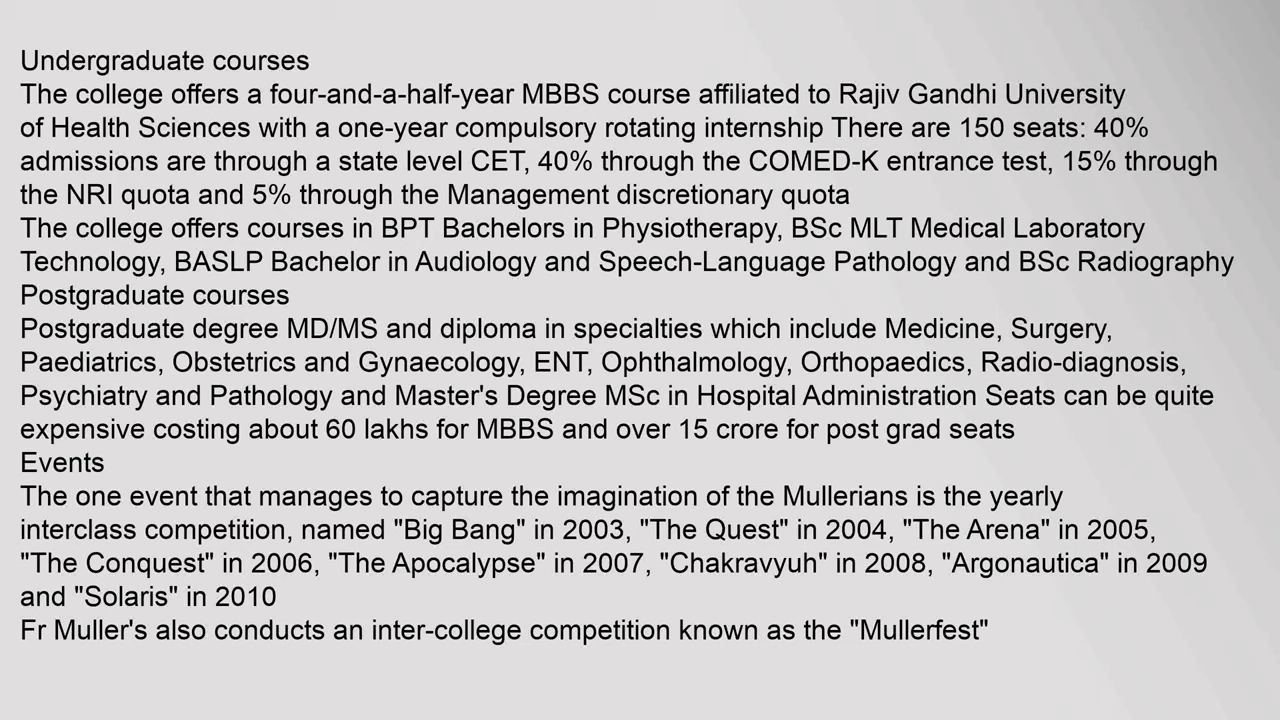 Undergraduate courses
The college offers a four-and-a-half-year MBBS course affiliated to Rajiv Gandhi University
of Health Sciences with a one-year compulsory rotating internship There are 150 seats: 40%
admissions are through a state level CET, 40% through the COMED-K entrance test, 15% through
the NRI quota and 5% through the Management discretionary quota
The college offers courses in BPT Bachelors in Physiotherapy, BSc MLT Medical Laboratory
Technology, BASLP Bachelor in Audiology and Speech-Language Pathology and BSc Radiography
Postgraduate courses
Postgraduate degree MD/MS and diploma in specialties which include Medicine, Surgery,
Paediatrics, Obstetrics and Gynaecology, ENT, Ophthalmology, Orthopaedics, Radio-diagnosis,
Psychiatry and Pathology and Master's Degree MSc in Hospital Administration Seats can be quite
expensive costing about 60 lakhs for MBBS and over 15 crore for post grad seats
Events
The one event that manages to capture the imagination of the Mullerians is the yearly
interclass competition, named "Big Bang" in 2003, "The Quest" in 2004, "The Arena" in 2005,
"The Conquest" in 2006, "The Apocalypse" in 2007, "Chakravyuh" in 2008, "Argonautica" in 2009
and "Solaris" in 2010
Fr Muller's also conducts an inter-college competition known as the "Mullerfest"